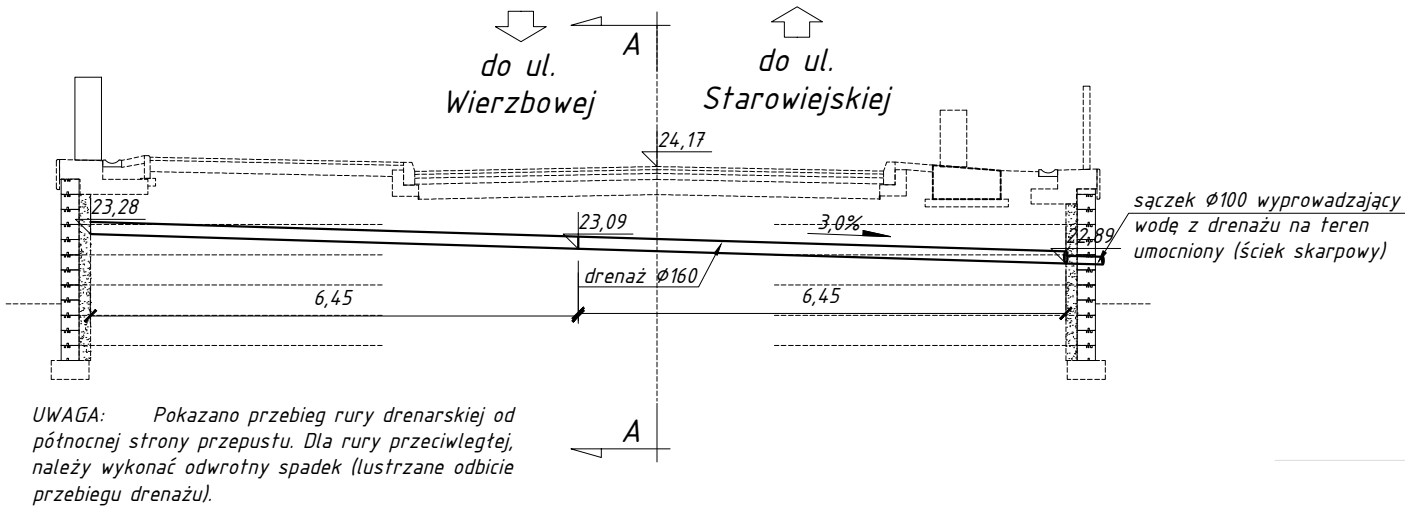 A
do ul.
Wierzbowej
do ul.
Starowiejskiej
24,17
23,28
23,09
3,0%
22,89
sączek Ø100 wyprowadzający
wodę z drenażu na teren
umocniony (ściek skarpowy)
drenaż Ø160
6,45
6,45
UWAGA: Pokazano przebieg rury drenarskiej od
północnej strony przepustu. Dla rury przeciwległej,
należy wykonać odwrotny spadek (lustrzane odbicie
przebiegu drenażu).
A